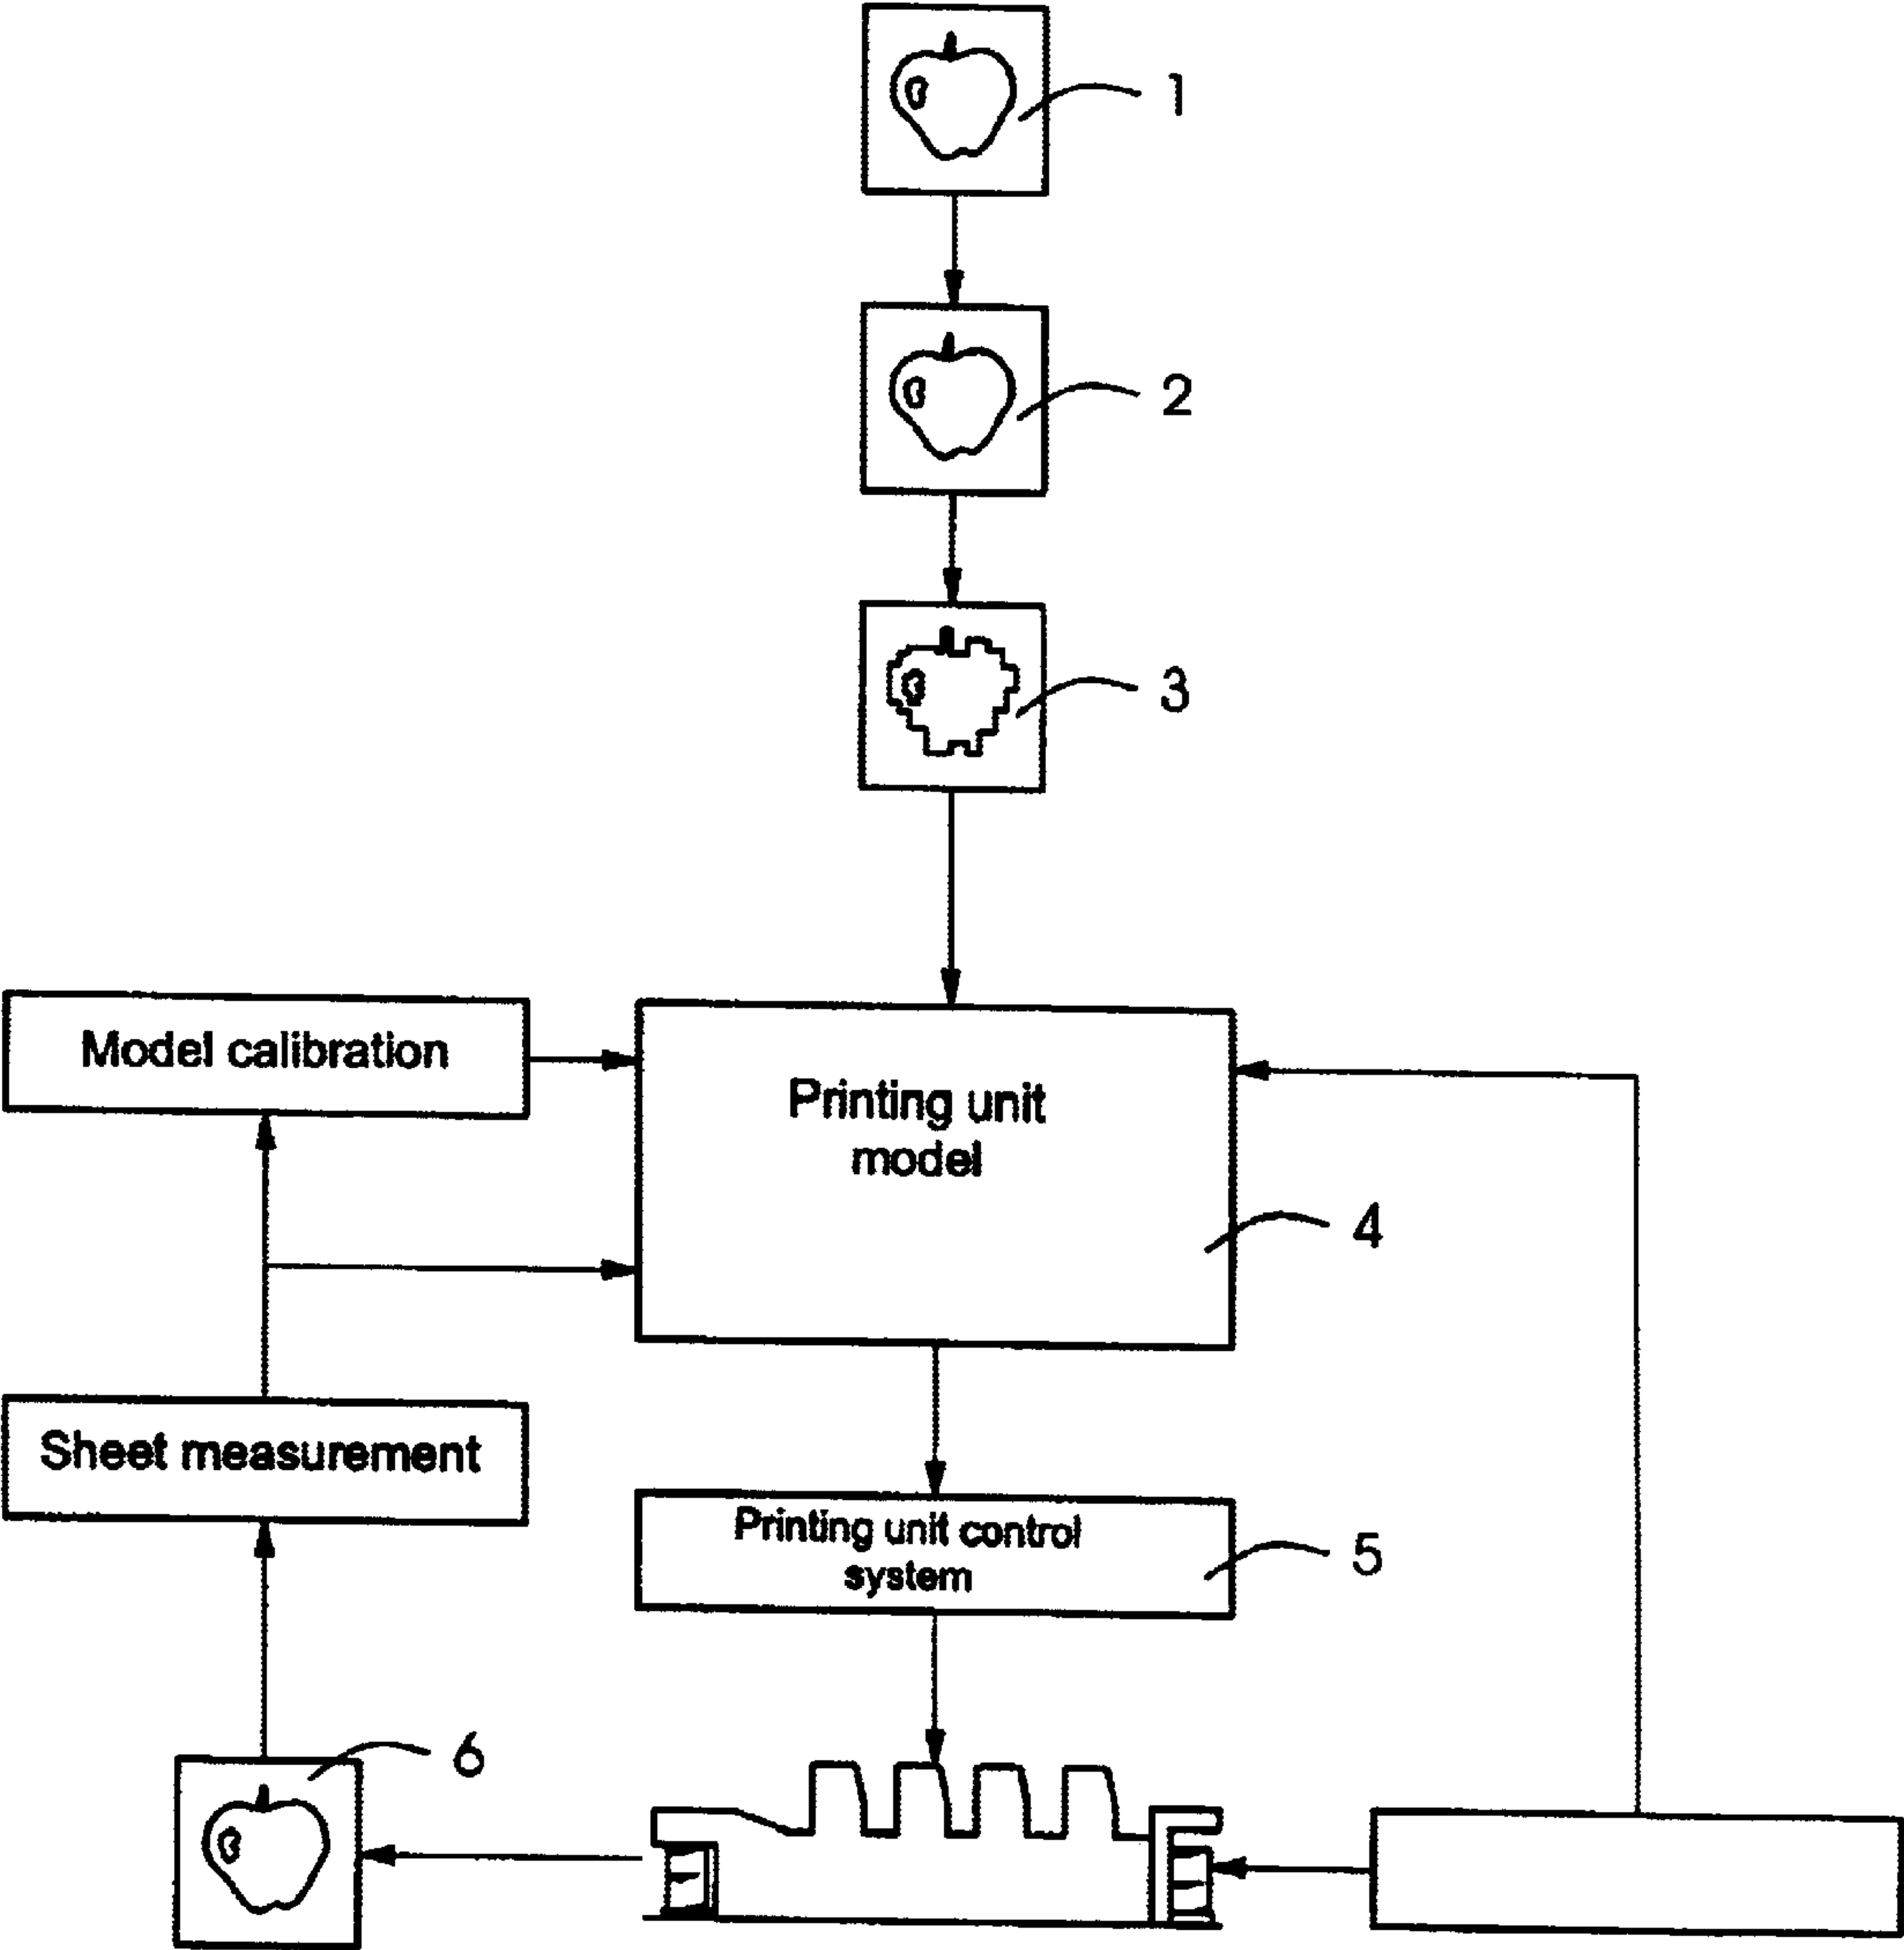 1
2
3
Model calibration
Printing unit
model
4
Sheet measurement
Printing unit control
system
5
6